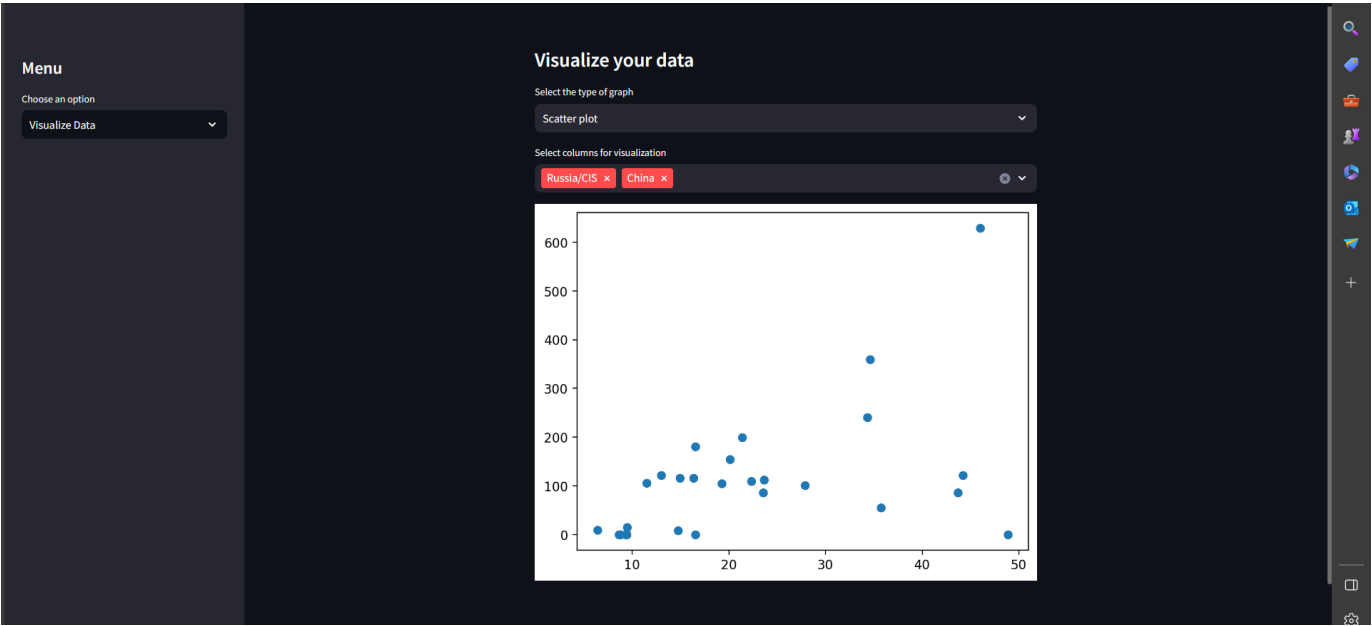 Menu
Choose an option
Visualize Data
Visualize your data
Select the type of graph
Scatter plot
Select columns for visualization
Russia/CIS × China ×
600
500
400
300
200
100
0
10 20 30 40 50